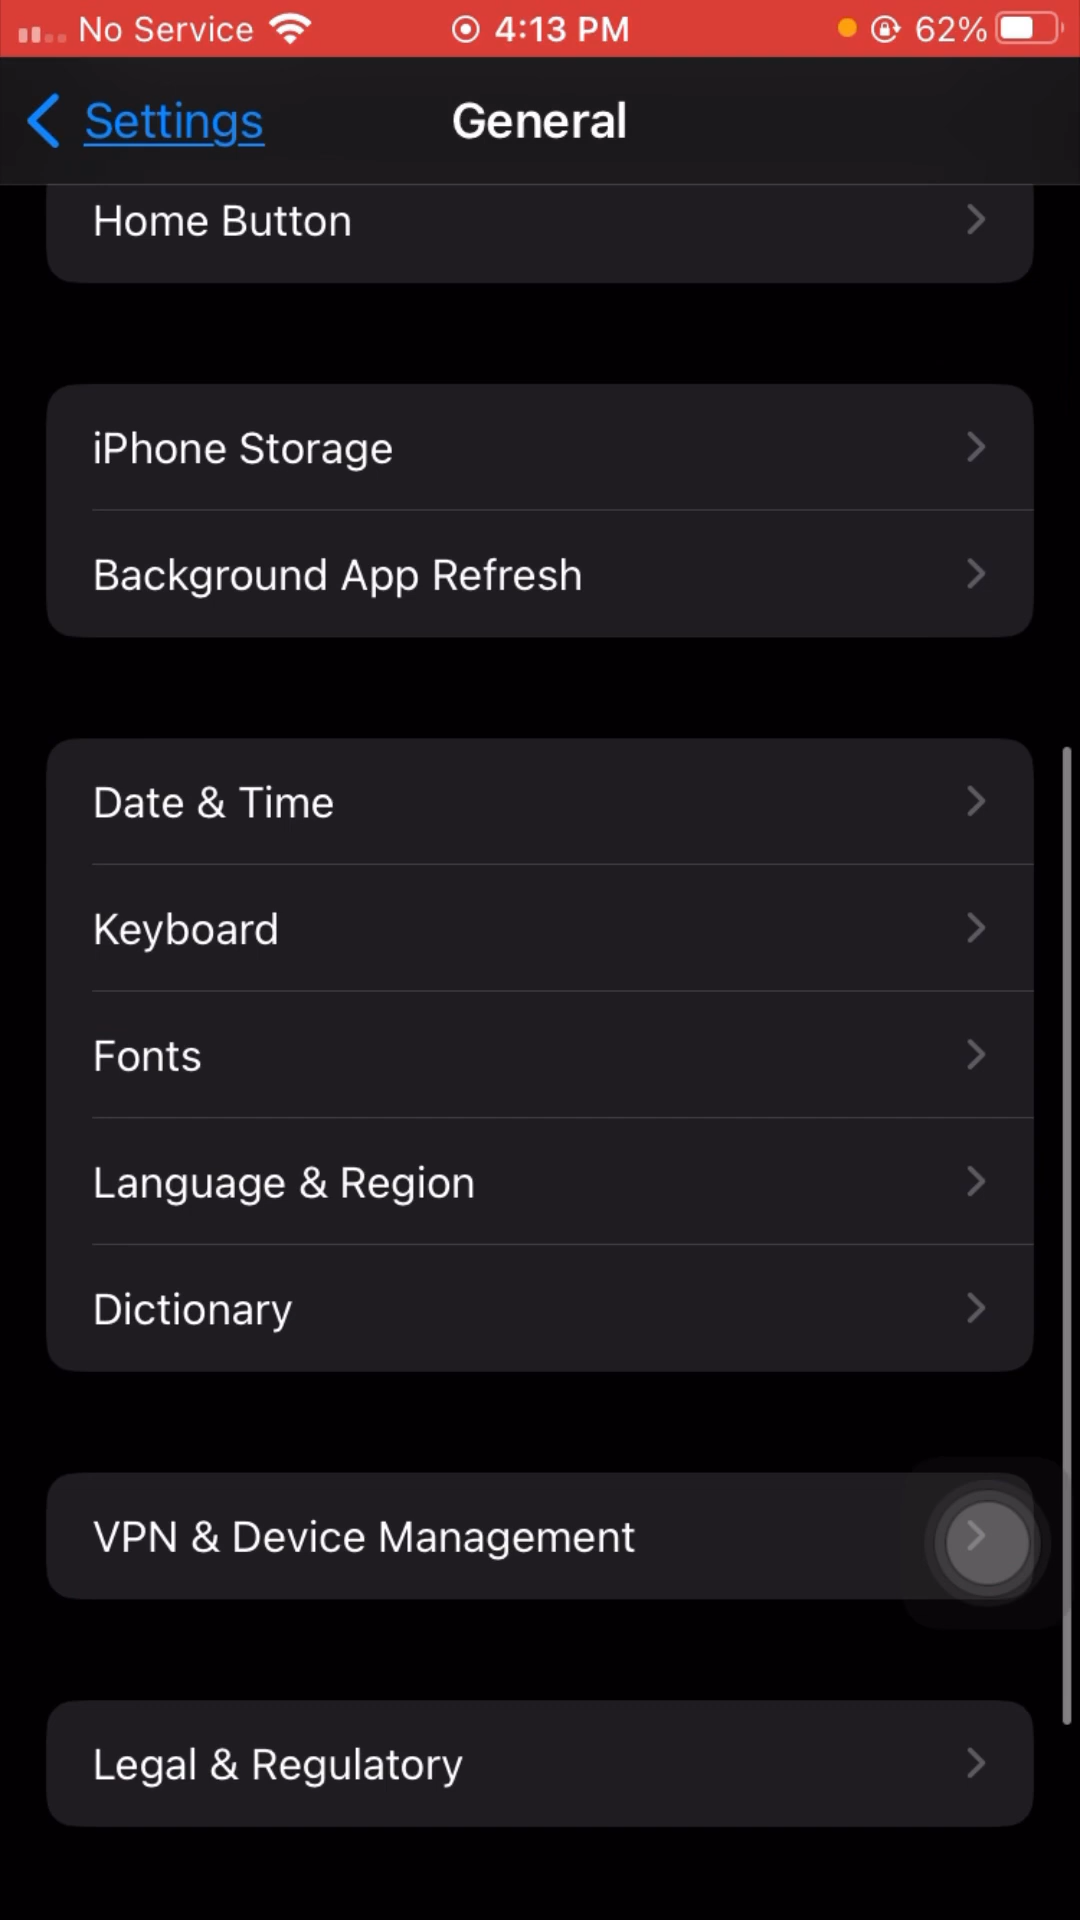 No Service 4:13 PM 62%
Settings General
Home Button
iPhone Storage
Background App Refresh
Date & Time
Keyboard
Fonts
Language & Region
Dictionary
VPN & Device Management
Legal & Regulatory